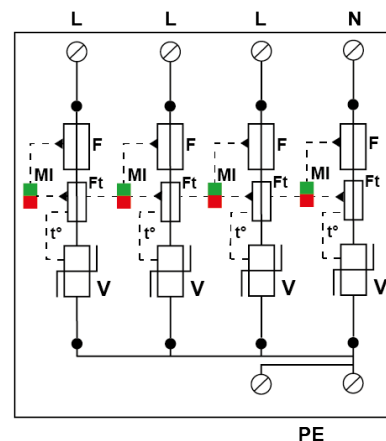 L L L N
F F F F
MI MI MI MI
Ft Ft Ft Ft
t° t° t° t°
V V V V
PE